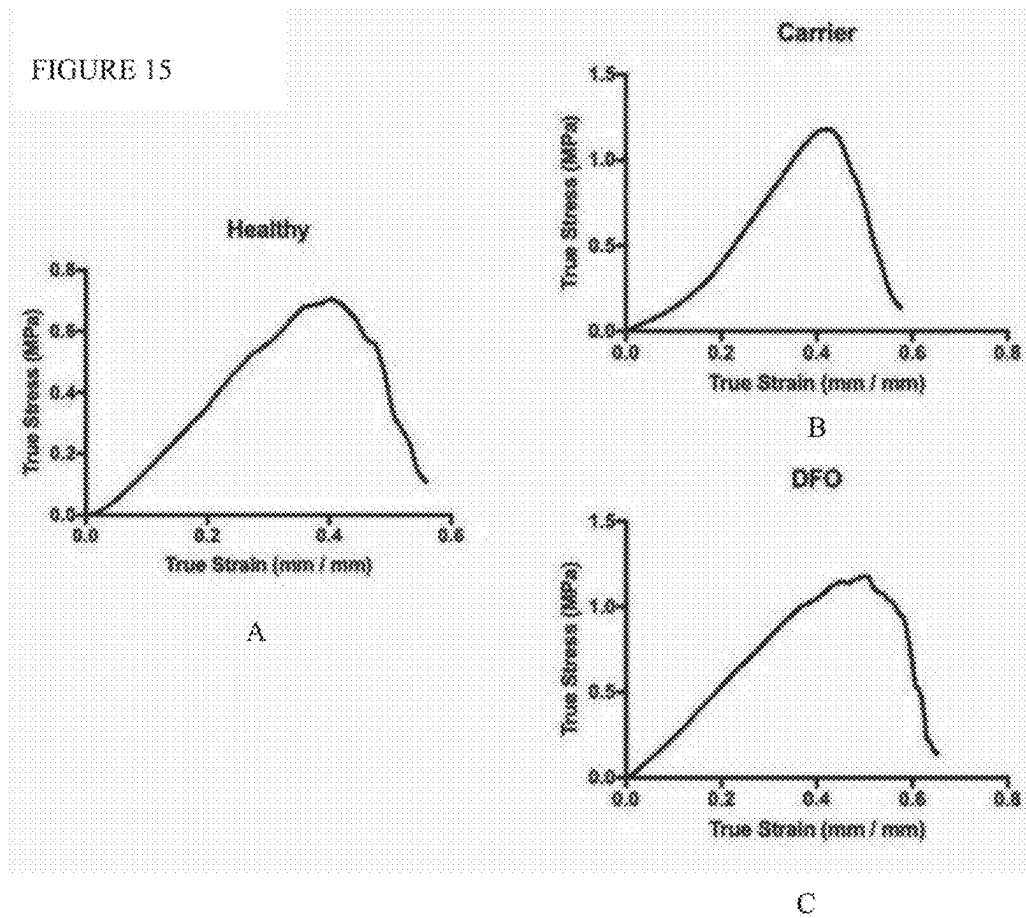 FIGURE 15
Healthy
True Stress (MPa)
0.8
0.6
0.4
0.2
0.0
0.0 0.2 0.4 0.6
True Strain (mm / mm)
A
Carrier
True Stress (MPa)
1.5
1.0
0.5
0.0
0.0 0.2 0.4 0.6 0.8
True Strain (mm / mm)
B
DFO
True Stress (MPa)
1.5
1.0
0.5
0.0
0.0 0.2 0.4 0.6 0.8
True Strain (mm / mm)
C